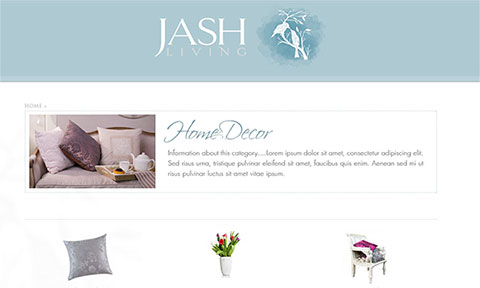 JASH
LIVING
HOME »
Home Decor
Information about this category....Lorem ipsum dolor sit amet, consectetur adipiscing elit.
Sed risus urna, tristique pulvinar eleifend sit amet, faucibus quis enim. Aenean sed mi ut
risus pulvinar luctus sit amet vitae ipsum.